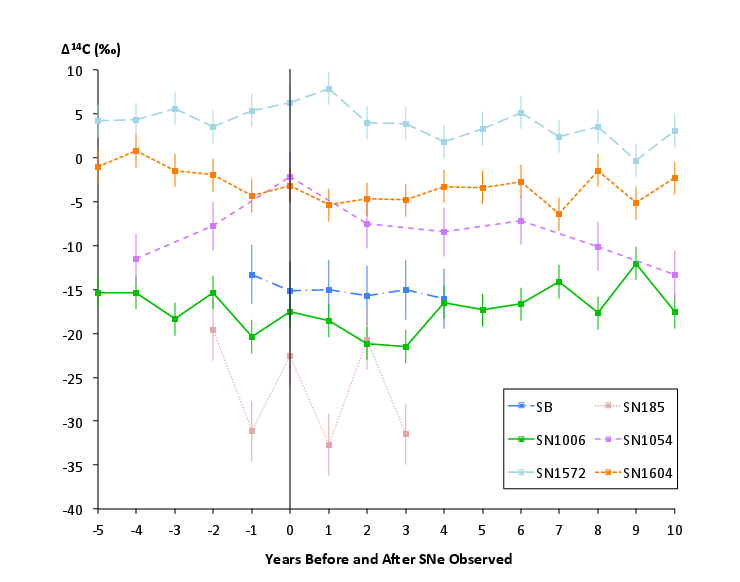 Δ¹⁴C (‰)
10
5
0
-5
-10
-15
-20
-25
-30
-35
-40
-5 -4 -3 -2 -1 0 1 2 3 4 5 6 7 8 9 10
Years Before and After SNe Observed
SB SN185
SN1006 SN1054
SN1572 SN1604